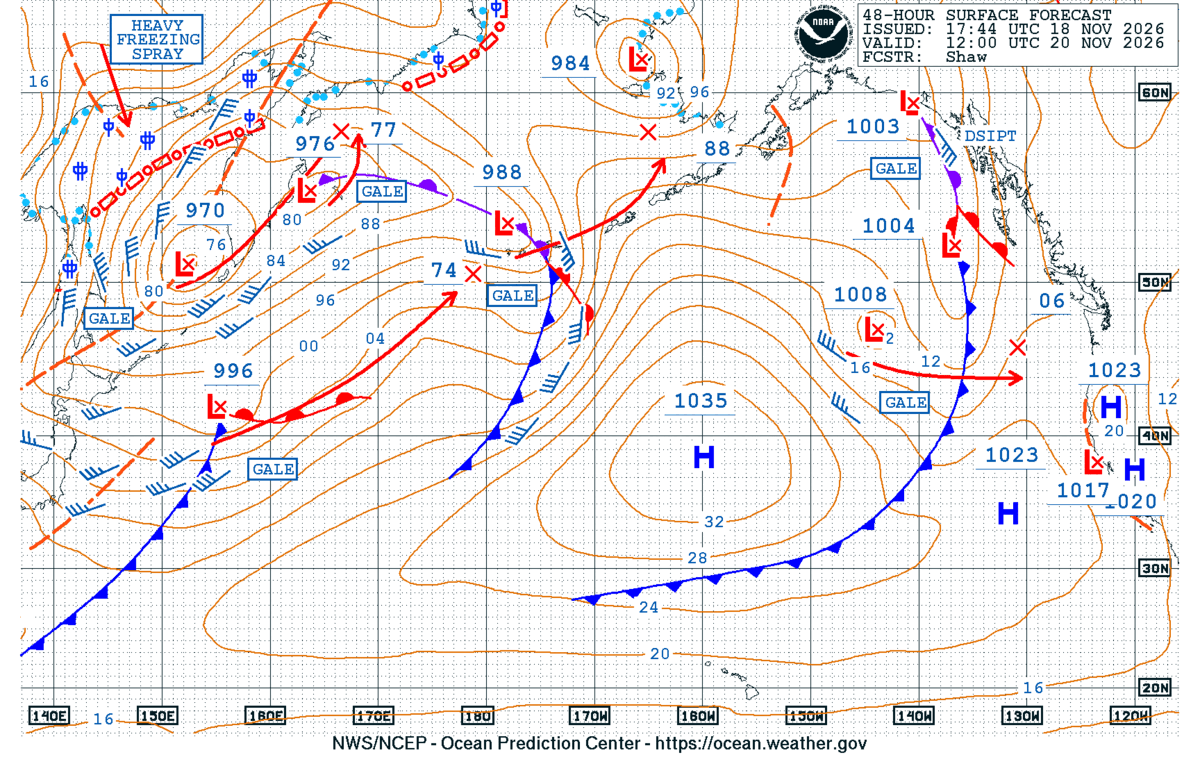 HEAVY
FREEZING
SPRAY
NOAA
48-HOUR SURFACE FORECAST
ISSUED: 17:44 UTC 18 NOV 2026
VALID: 12:00 UTC 20 NOV 2026
FCSTR: Shaw
16
984
92 96
60N
77
976
1003
DSIPT
88
988
GALE
GALE
970
80
88
1004
76
84
92
74
50N
80
96
GALE
1008
06
GALE
L 2
04
00
12
996
16
1023
1035
GALE
12
H
20
40N
H
1023
L
H
GALE
1017
1020
H
32
28
30N
24
20
16
20N
16
140E 150E 160E 170E 180 170W 160W 150W 140W 130W 120W
NWS/NCEP - Ocean Prediction Center - https://ocean.weather.gov